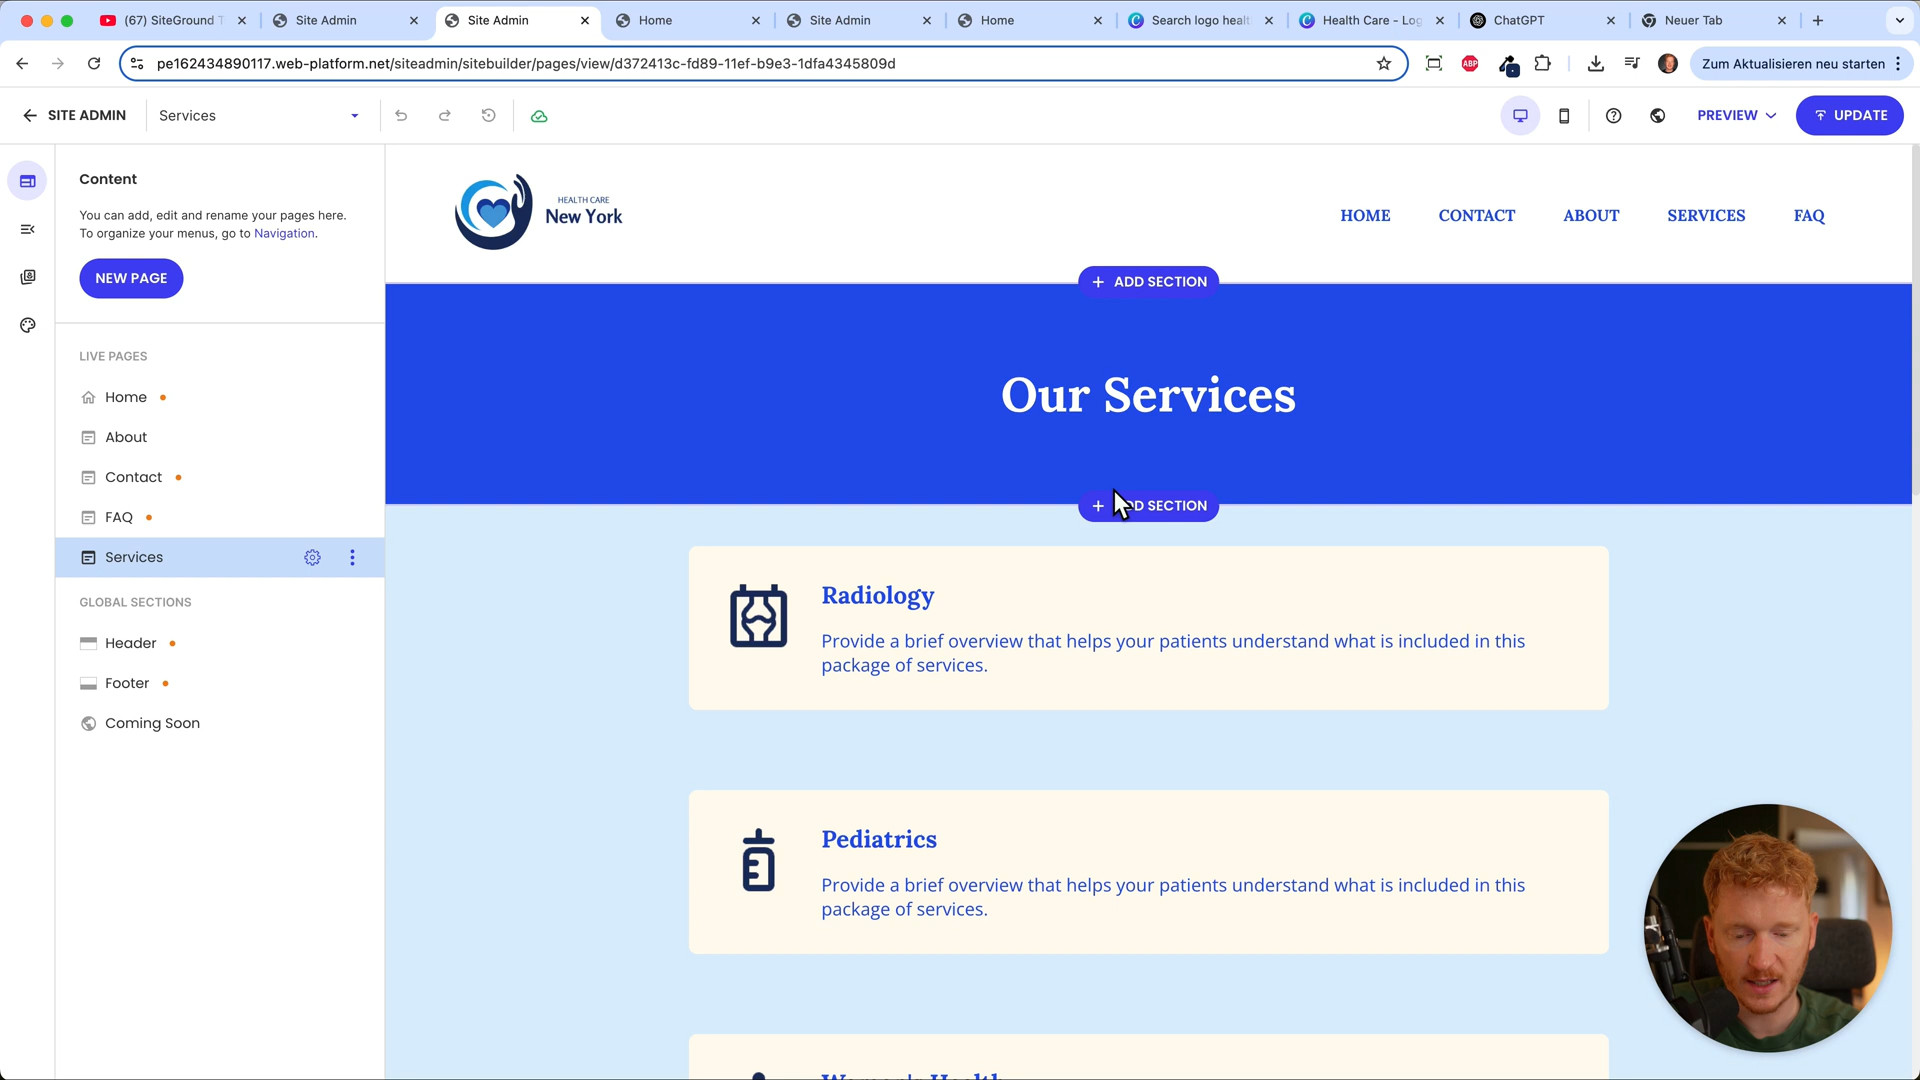 (67) SiteGround T
Site Admin
Site Admin
Home
Site Admin
Home
Search logo healt
Health Care - Log
ChatGPT
Neuer Tab
pe162434890117.web-platform.net/siteadmin/sitebuilder/pages/view/d372413c-fd89-11ef-b9e3-1dfa4345809d
ABP
Zum Aktualisieren neu starten
SITE ADMIN
Services
PREVIEW
UPDATE
Content
You can add, edit and rename your pages here.
To organize your menus, go to Navigation.
NEW PAGE
LIVE PAGES
Home
About
Contact
FAQ
Services
GLOBAL SECTIONS
Header
Footer
Coming Soon
HEALTH CARE
New York
HOME
CONTACT
ABOUT
SERVICES
FAQ
+ ADD SECTION
Our Services
+ ADD SECTION
Radiology
Provide a brief overview that helps your patients understand what is included in this
package of services.
Pediatrics
Provide a brief overview that helps your patients understand what is included in this
package of services.
Women's Health